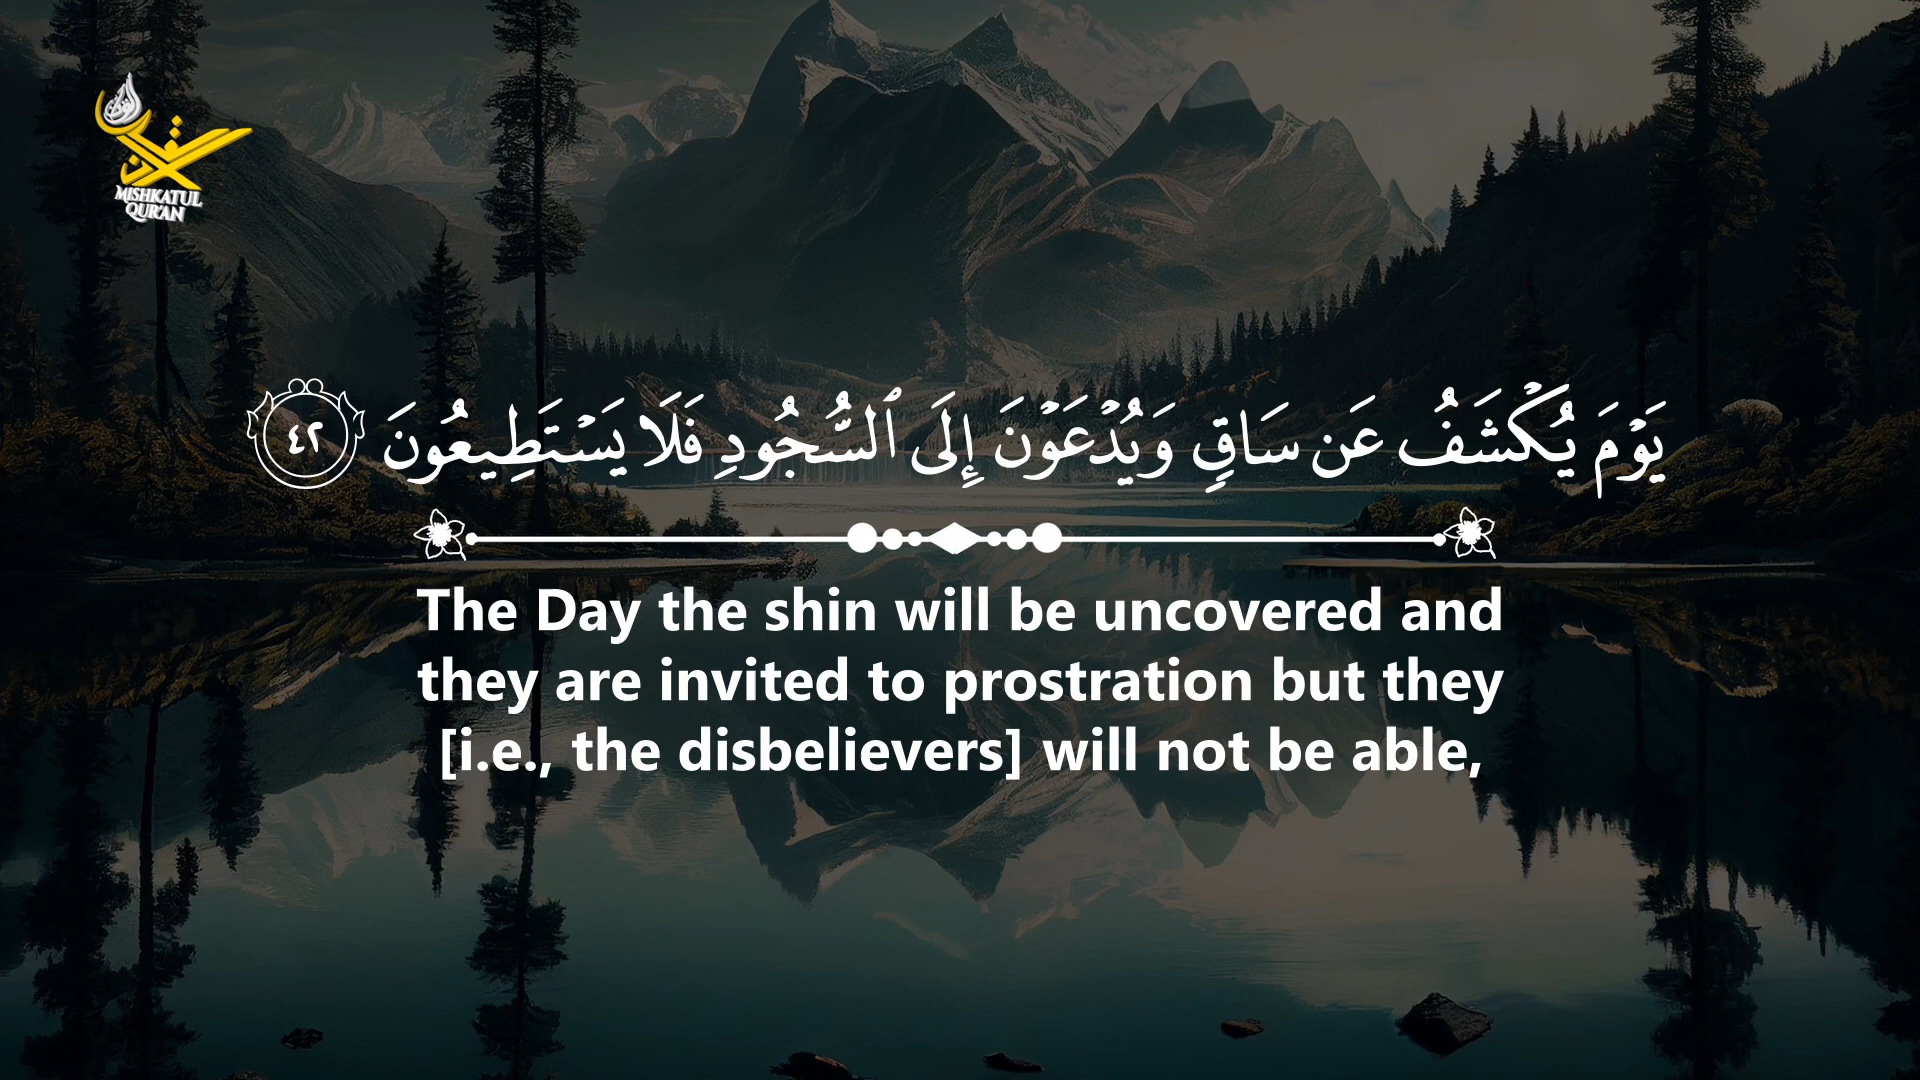 MISHKATUL
QUR'AN
يَوْمَ يُكْشَفُ عَن سَاقٍ وَيُدْعَوْنَ إِلَى ٱلسُّجُودِ فَلَا يَسْتَطِيعُونَ ٤٢
The Day the shin will be uncovered and
they are invited to prostration but they
[i.e., the disbelievers] will not be able,